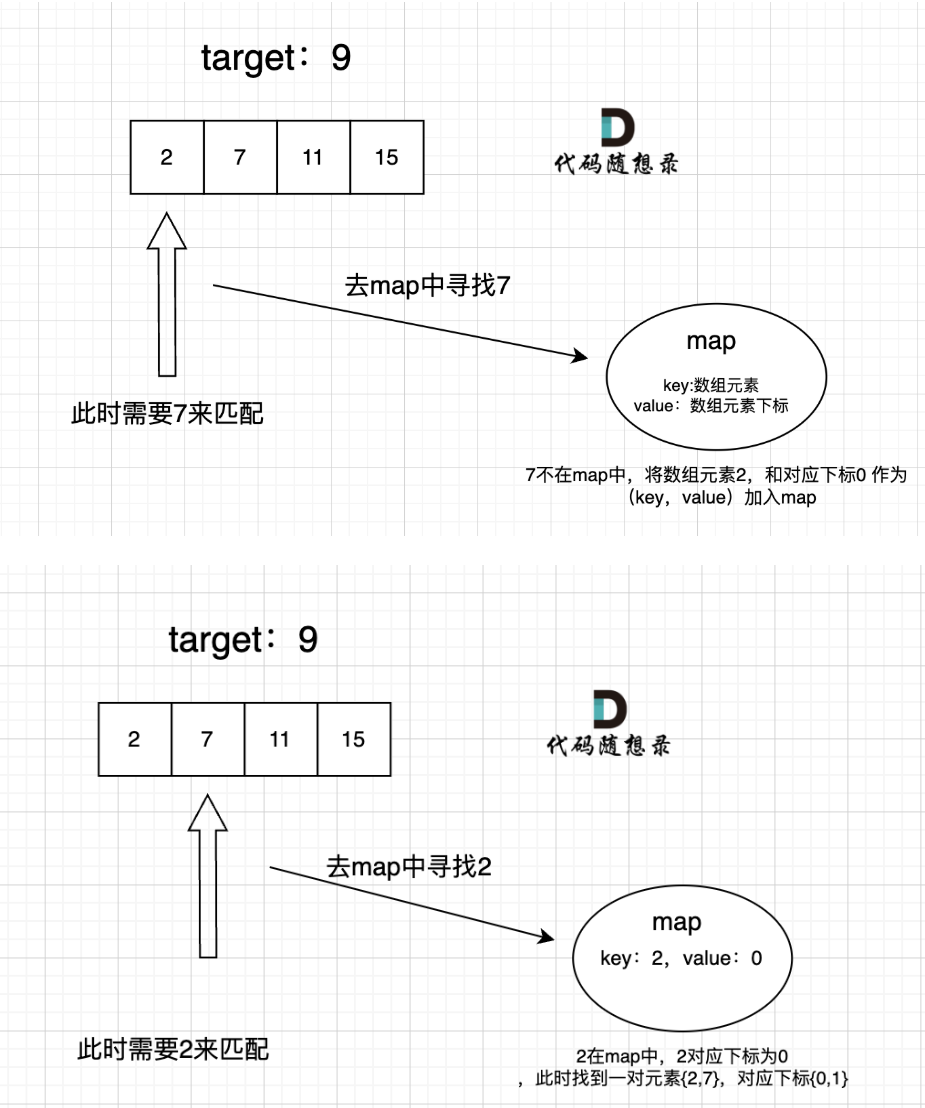 target：9
2 7 11 15
代码随想录
去map中寻找7
map
key:数组元素
value：数组元素下标
此时需要7来匹配
7不在map中，将数组元素2，和对应下标0 作为
（key，value）加入map
target：9
2 7 11 15
代码随想录
去map中寻找2
map
key：2，value：0
此时需要2来匹配
2在map中，2对应下标为0
，此时找到一对元素{2,7}，对应下标{0,1}